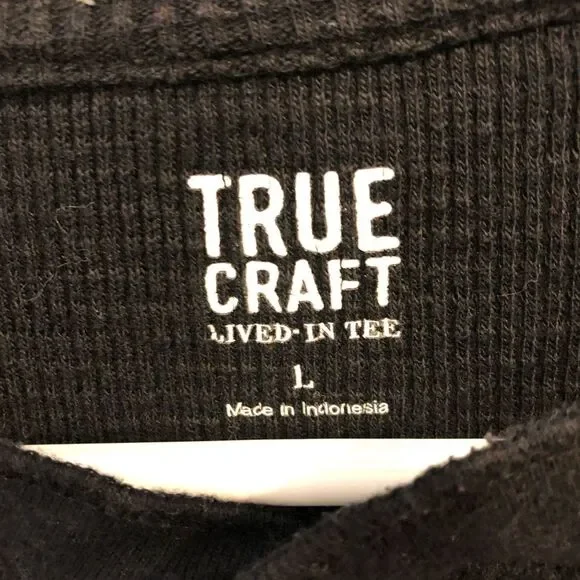 TRUE
CRAFT
LIVED-IN TEE
L
Made in Indonesia